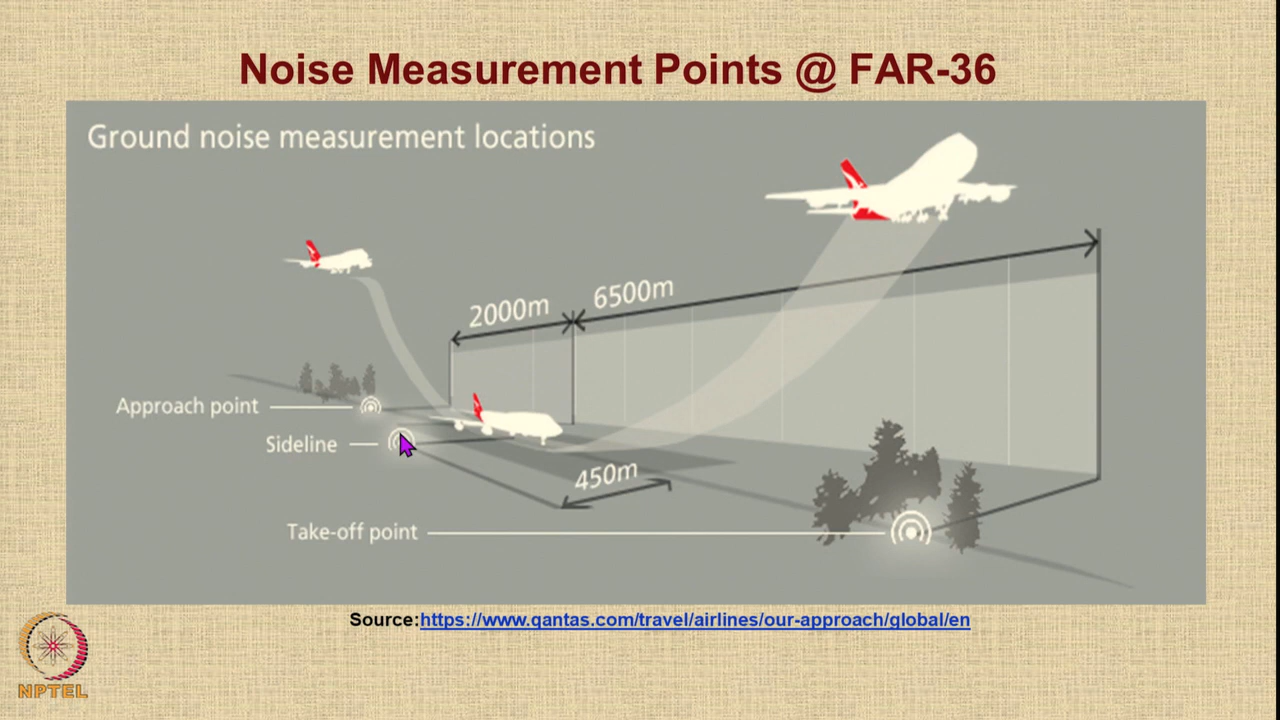 Noise Measurement Points @ FAR-36
Ground noise measurement locations
2000m
6500m
Approach point
Sideline
450m
Take-off point
Source:https://www.qantas.com/travel/airlines/our-approach/global/en
NPTEL